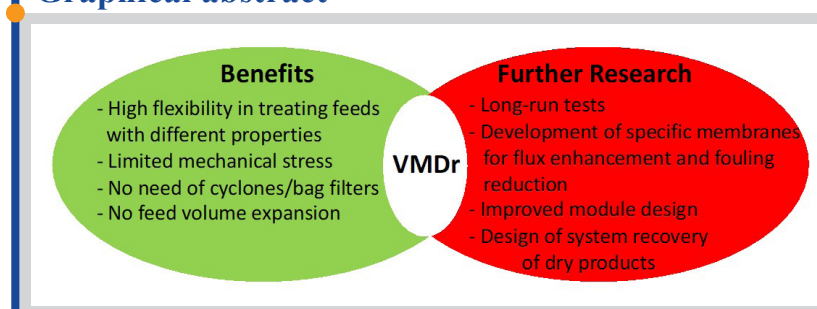 Graphical abstract
Benefits
- High flexibility in treating feeds
with different properties
- Limited mechanical stress
- No need of cyclones/bag filters
- No feed volume expansion
VMDr
Further Research
- Long-run tests
- Development of specific membranes
for flux enhancement and fouling
reduction
- Improved module design
- Design of system recovery
of dry products